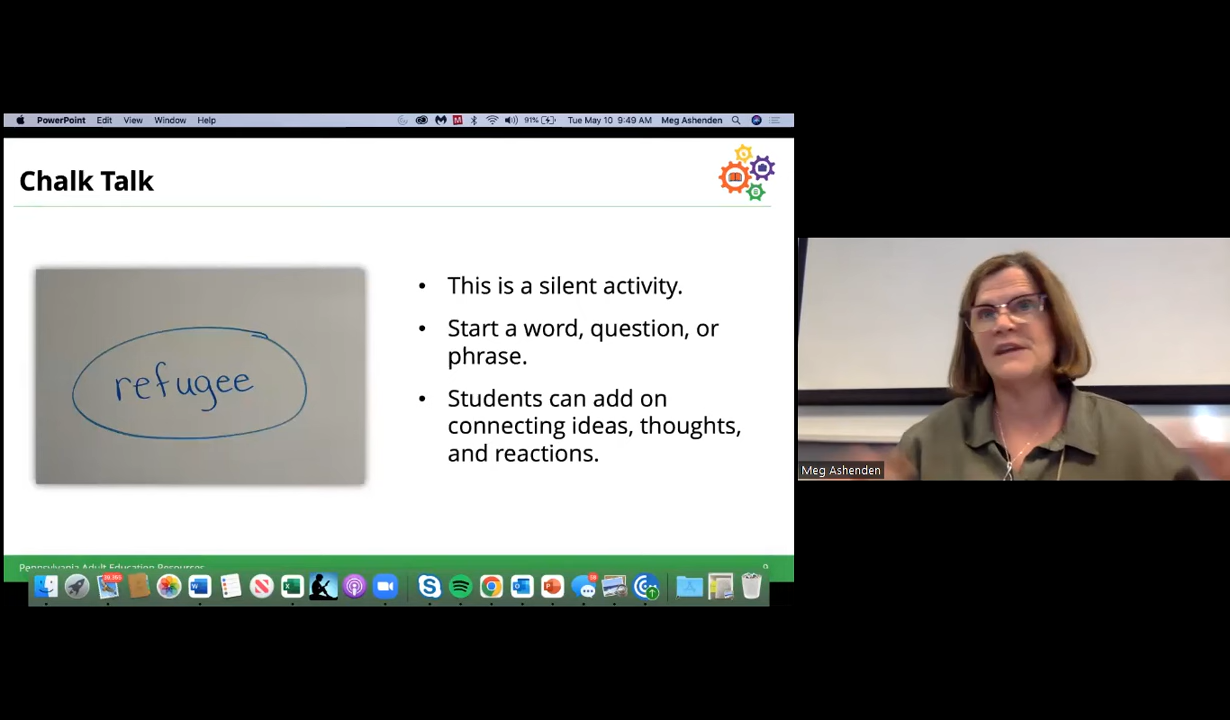 PowerPoint Edit View Window Help 91% Tue May 10 9:49 AM Meg Ashenden
Chalk Talk
refugee
• This is a silent activity.
• Start a word, question, or
phrase.
• Students can add on
connecting ideas, thoughts,
and reactions.
Meg Ashenden
Pennsylvania Adult Education Resources
9